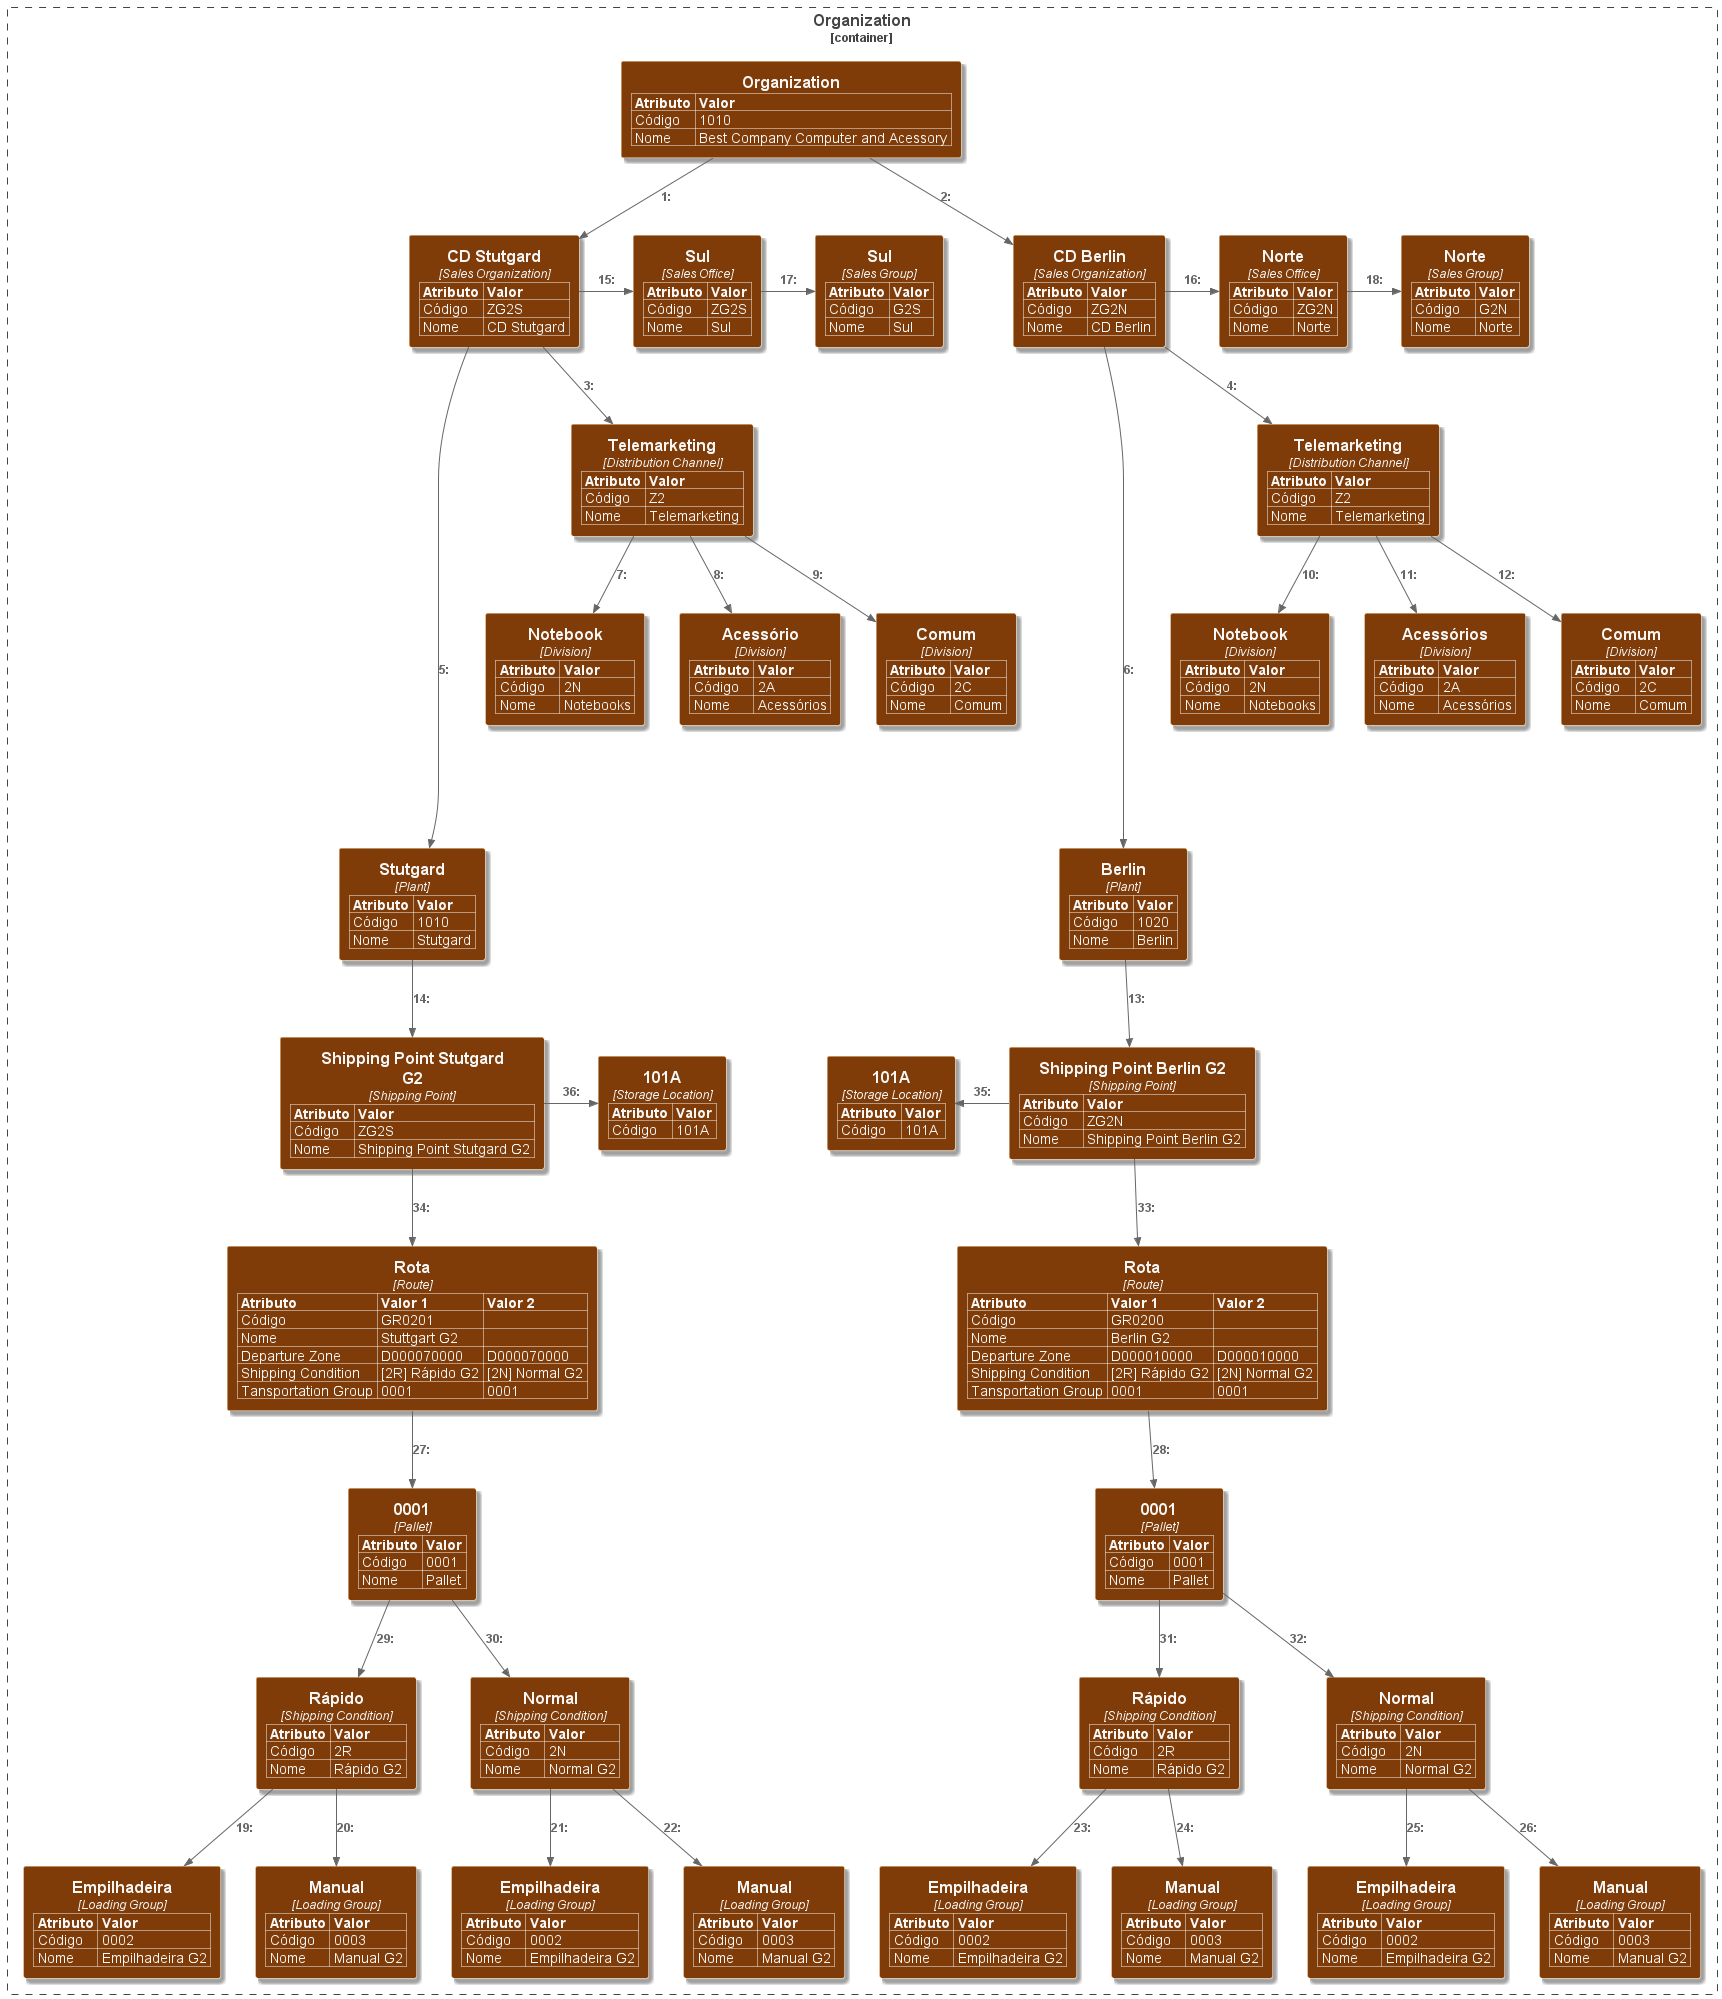 Organization
[container]
Organization
Atributo Valor
Código 1010
Nome Best Company Computer and Acessory
1:
2:
CD Stutgard
[Sales Organization]
Atributo Valor
Código ZG2S
Nome CD Stutgard
15:
Sul
[Sales Office]
Atributo Valor
Código ZG2S
Nome Sul
17:
Sul
[Sales Group]
Atributo Valor
Código G2S
Nome Sul
CD Berlin
[Sales Organization]
Atributo Valor
Código ZG2N
Nome CD Berlin
16:
Norte
[Sales Office]
Atributo Valor
Código ZG2N
Nome Norte
18:
Norte
[Sales Group]
Atributo Valor
Código G2N
Nome Norte
3:
4:
Telemarketing
[Distribution Channel]
Atributo Valor
Código Z2
Nome Telemarketing
Telemarketing
[Distribution Channel]
Atributo Valor
Código Z2
Nome Telemarketing
7:
8:
9:
10:
11:
12:
5:
Notebook
[Division]
Atributo Valor
Código 2N
Nome Notebooks
Acessório
[Division]
Atributo Valor
Código 2A
Nome Acessórios
Comum
[Division]
Atributo Valor
Código 2C
Nome Comum
6:
Notebook
[Division]
Atributo Valor
Código 2N
Nome Notebooks
Acessórios
[Division]
Atributo Valor
Código 2A
Nome Acessórios
Comum
[Division]
Atributo Valor
Código 2C
Nome Comum
Stutgard
[Plant]
Atributo Valor
Código 1010
Nome Stutgard
Berlin
[Plant]
Atributo Valor
Código 1020
Nome Berlin
14:
13:
Shipping Point Stutgard
G2
[Shipping Point]
Atributo Valor
Código ZG2S
Nome Shipping Point Stutgard G2
36:
101A
[Storage Location]
Atributo Valor
Código 101A
101A
[Storage Location]
Atributo Valor
Código 101A
35:
Shipping Point Berlin G2
[Shipping Point]
Atributo Valor
Código ZG2N
Nome Shipping Point Berlin G2
34:
33:
Rota
[Route]
Atributo Valor 1 Valor 2
Código GR0201
Nome Stuttgart G2
Departure Zone D000070000 D000070000
Shipping Condition [2R] Rápido G2 [2N] Normal G2
Tansportation Group 0001 0001
Rota
[Route]
Atributo Valor 1 Valor 2
Código GR0200
Nome Berlin G2
Departure Zone D000010000 D000010000
Shipping Condition [2R] Rápido G2 [2N] Normal G2
Tansportation Group 0001 0001
27:
28:
0001
[Pallet]
Atributo Valor
Código 0001
Nome Pallet
0001
[Pallet]
Atributo Valor
Código 0001
Nome Pallet
29:
30:
31:
32:
Rápido
[Shipping Condition]
Atributo Valor
Código 2R
Nome Rápido G2
Normal
[Shipping Condition]
Atributo Valor
Código 2N
Nome Normal G2
Rápido
[Shipping Condition]
Atributo Valor
Código 2R
Nome Rápido G2
Normal
[Shipping Condition]
Atributo Valor
Código 2N
Nome Normal G2
19:
20:
21:
22:
23:
24:
25:
26:
Empilhadeira
[Loading Group]
Atributo Valor
Código 0002
Nome Empilhadeira G2
Manual
[Loading Group]
Atributo Valor
Código 0003
Nome Manual G2
Empilhadeira
[Loading Group]
Atributo Valor
Código 0002
Nome Empilhadeira G2
Manual
[Loading Group]
Atributo Valor
Código 0003
Nome Manual G2
Empilhadeira
[Loading Group]
Atributo Valor
Código 0002
Nome Empilhadeira G2
Manual
[Loading Group]
Atributo Valor
Código 0003
Nome Manual G2
Empilhadeira
[Loading Group]
Atributo Valor
Código 0002
Nome Empilhadeira G2
Manual
[Loading Group]
Atributo Valor
Código 0003
Nome Manual G2